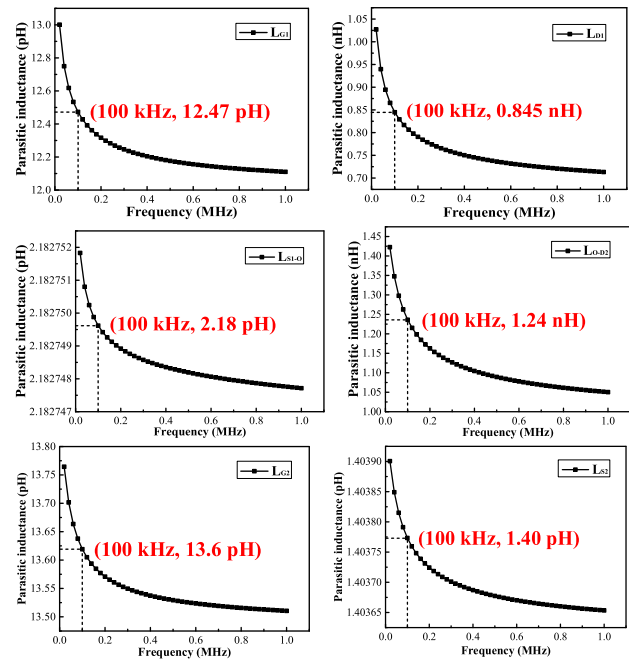 Parasitic inductance (pH)
13.0
12.8
12.6
12.4
12.2
12.0
0.0 0.2 0.4 0.6 0.8 1.0
Frequency (MHz)
LG1
(100 kHz, 12.47 pH)
Parasitic inductance (nH)
1.05
1.00
0.95
0.90
0.85
0.80
0.75
0.70
0.0 0.2 0.4 0.6 0.8 1.0
Frequency (MHz)
LD1
(100 kHz, 0.845 nH)
Parasitic inductance (pH)
2.182752
2.182751
2.182750
2.182749
2.182748
2.182747
0.0 0.2 0.4 0.6 0.8 1.0
Frequency (MHz)
LS1-O
(100 kHz, 2.18 pH)
Parasitic inductance (nH)
1.45
1.40
1.35
1.30
1.25
1.20
1.15
1.10
1.05
1.00
0.0 0.2 0.4 0.6 0.8 1.0
Frequency (MHz)
LO-D2
(100 kHz, 1.24 nH)
Parasitic inductance (pH)
13.80
13.75
13.70
13.65
13.60
13.55
13.50
0.0 0.2 0.4 0.6 0.8 1.0
Frequency (MHz)
LG2
(100 kHz, 13.6 pH)
Parasitic inductance (pH)
1.40390
1.40385
1.40380
1.40375
1.40370
1.40365
0.0 0.2 0.4 0.6 0.8 1.0
Frequency (MHz)
LS2
(100 kHz, 1.40 pH)